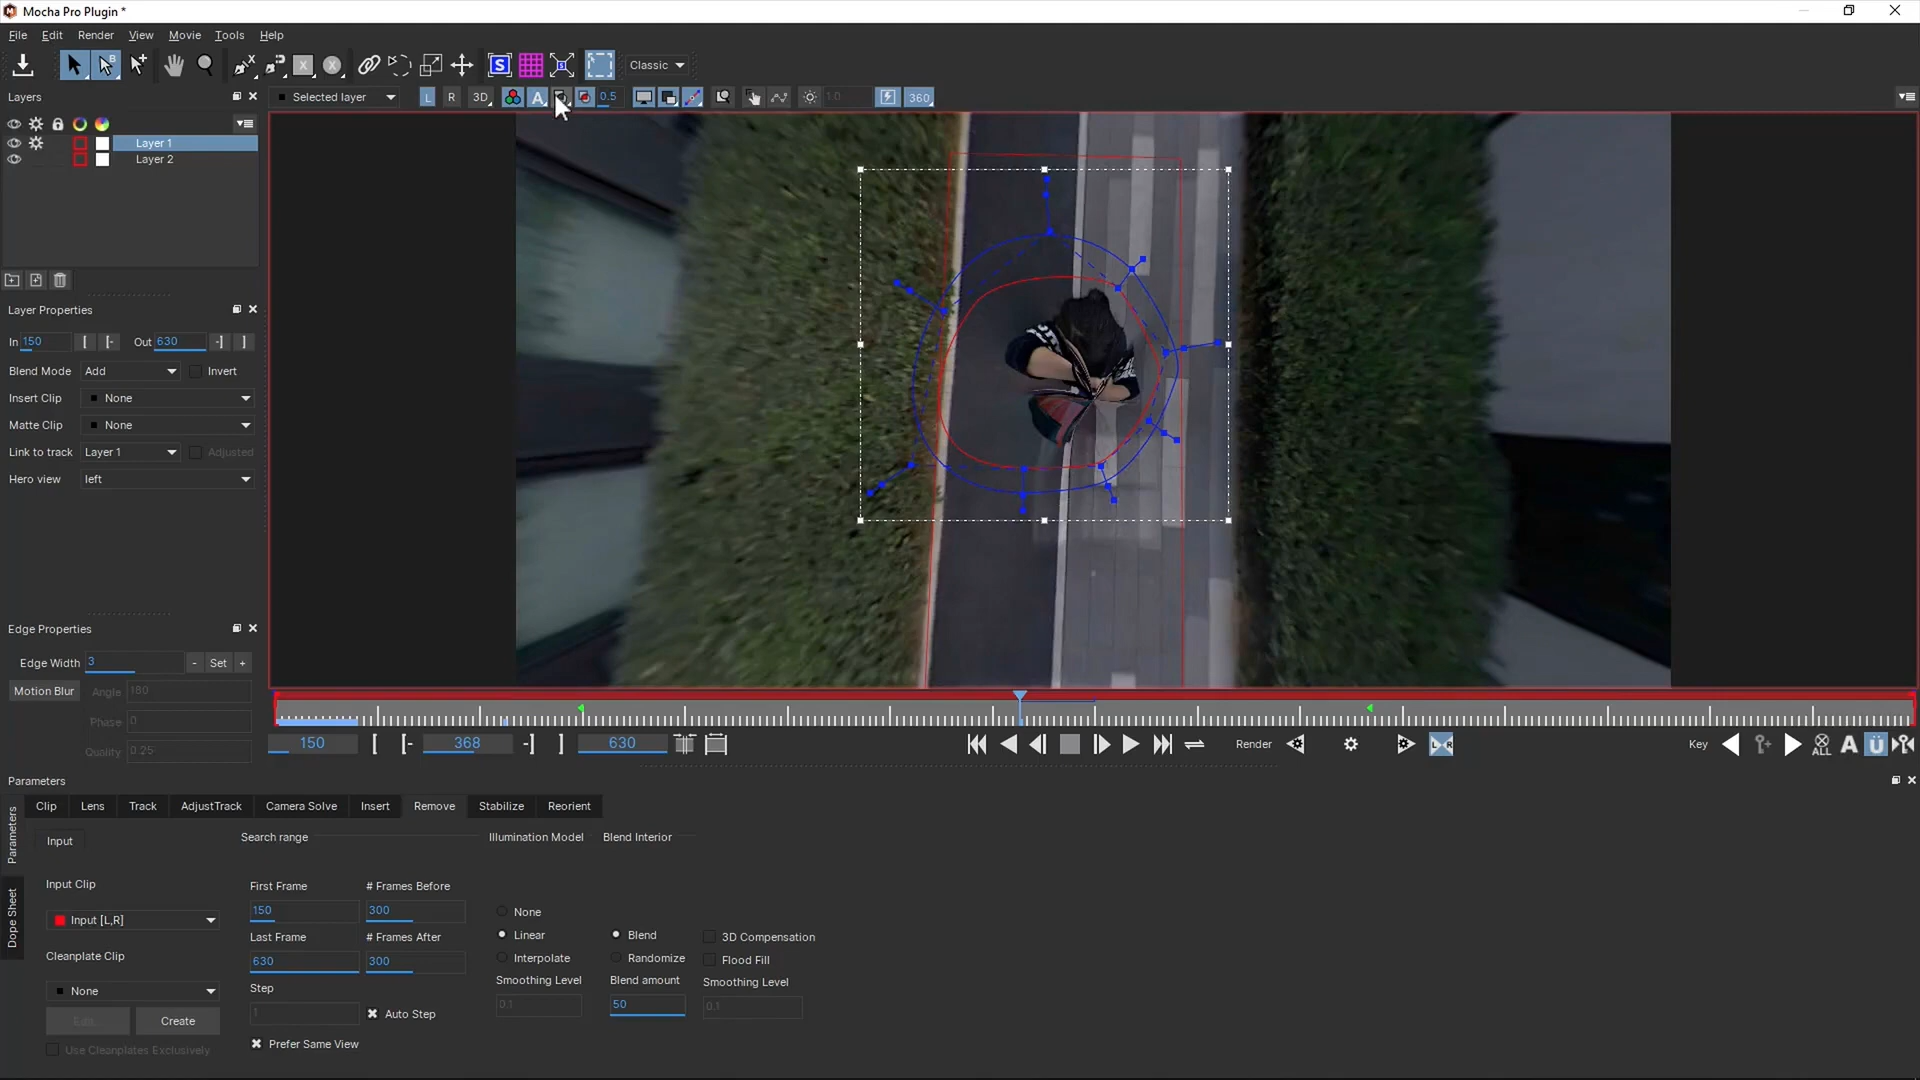 Mocha Pro Plugin *
File Edit Render View Movie Tools Help
S Classic
Layers Selected layer L R 3D A 0.5 1.0 360
Layer 1
Layer 2
Layer Properties
In 150 [ [- Out 630 -] ]
Blend Mode Add Invert
Insert Clip None
Matte Clip None
Link to track Layer 1 Adjusted
Hero view left
Edge Properties
Edge Width 3 - Set +
Motion Blur Angle 180
Phase 0
Quality 0.25
150 [ [- 368 -] ] 630 Render L R Key ALL A Ü
Parameters
Clip Lens Track AdjustTrack Camera Solve Insert Remove Stabilize Reorient
Parameters
Dope Sheet
Input Search range Illumination Model Blend Interior
Input Clip First Frame # Frames Before
150 300 None
Input [L,R] Last Frame # Frames After Linear Blend 3D Compensation
Cleanplate Clip 630 300 Interpolate Randomize Flood Fill
None Step Smoothing Level Blend amount Smoothing Level
1 Auto Step 0.1 50 0.1
Edit... Create
Use Cleanplates Exclusively Prefer Same View